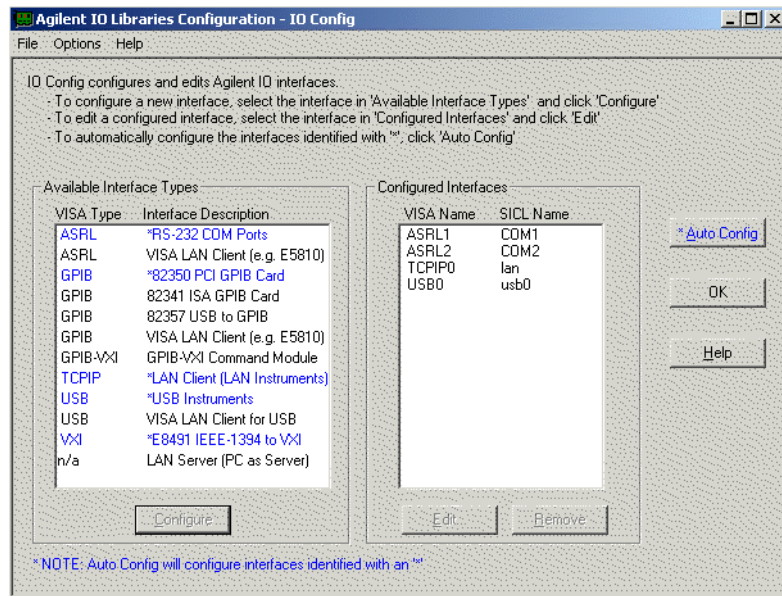 Agilent IO Libraries Configuration - IO Config
File Options Help
IO Config configures and edits Agilent IO interfaces.
- To configure a new interface, select the interface in 'Available Interface Types' and click 'Configure'
- To edit a configured interface, select the interface in 'Configured Interfaces' and click 'Edit'
- To automatically configure the interfaces identified with '*', click 'Auto Config'
Available Interface Types
VISA Type Interface Description
ASRL *RS-232 COM Ports
ASRL VISA LAN Client (e.g. E5810)
GPIB *82350 PCI GPIB Card
GPIB 82341 ISA GPIB Card
GPIB 82357 USB to GPIB
GPIB VISA LAN Client (e.g. E5810)
GPIB-VXI GPIB-VXI Command Module
TCPIP *LAN Client (LAN Instruments)
USB *USB Instruments
USB VISA LAN Client for USB
VXI *E8491 IEEE-1394 to VXI
n/a LAN Server (PC as Server)
Configure
Configured Interfaces
VISA Name SICL Name
ASRL1 COM1
ASRL2 COM2
TCPIP0 lan
USB0 usb0
Edit Remove
* Auto Config
OK
Help
* NOTE: Auto Config will configure interfaces identified with an '*'